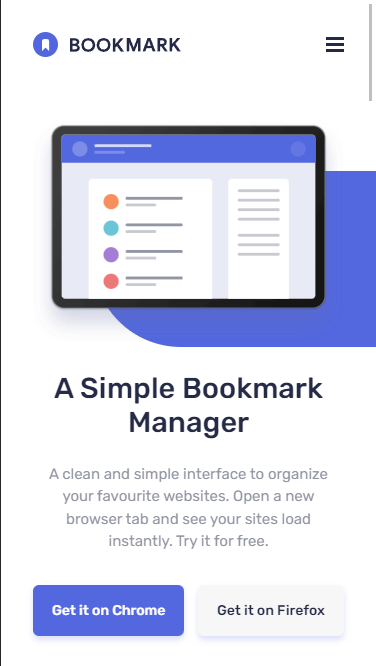 BOOKMARK
A Simple Bookmark
Manager
A clean and simple interface to organize
your favourite websites. Open a new
browser tab and see your sites load
instantly. Try it for free.
Get it on Chrome
Get it on Firefox